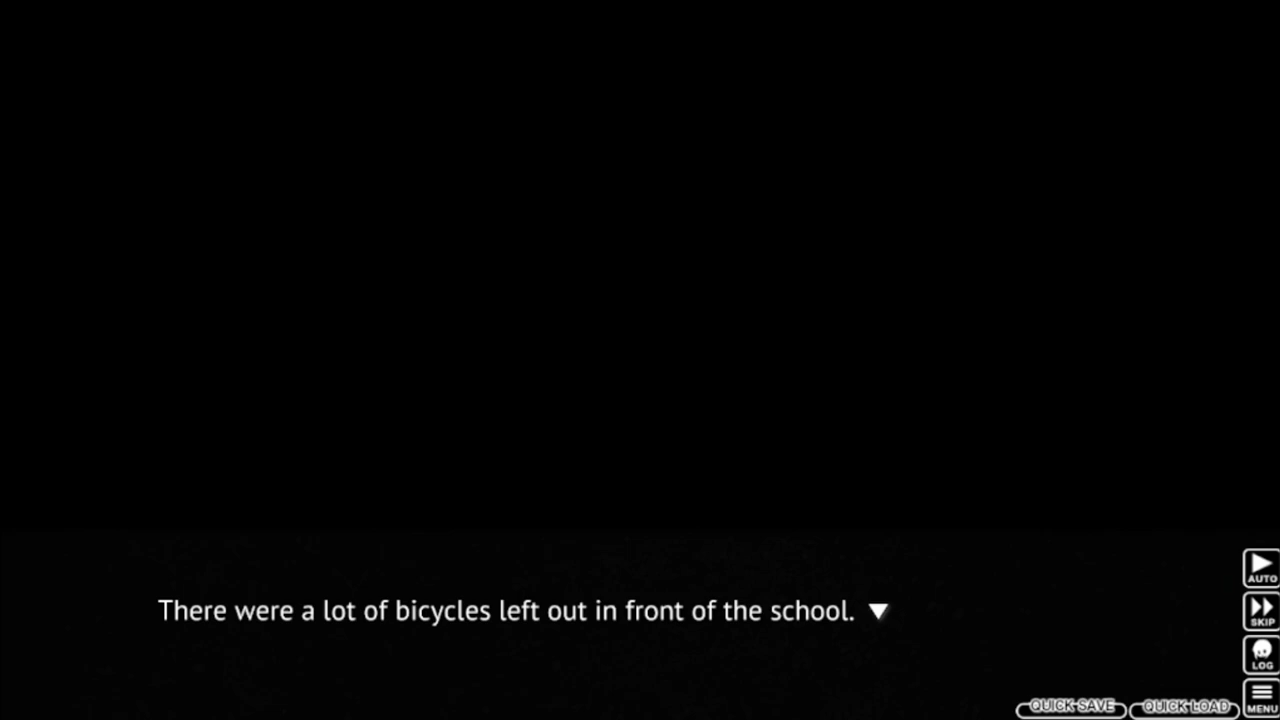 There were a lot of bicycles left out in front of the school.
AUTO
SKIP
LOG
MENU
QUICK SAVE
QUICK LOAD